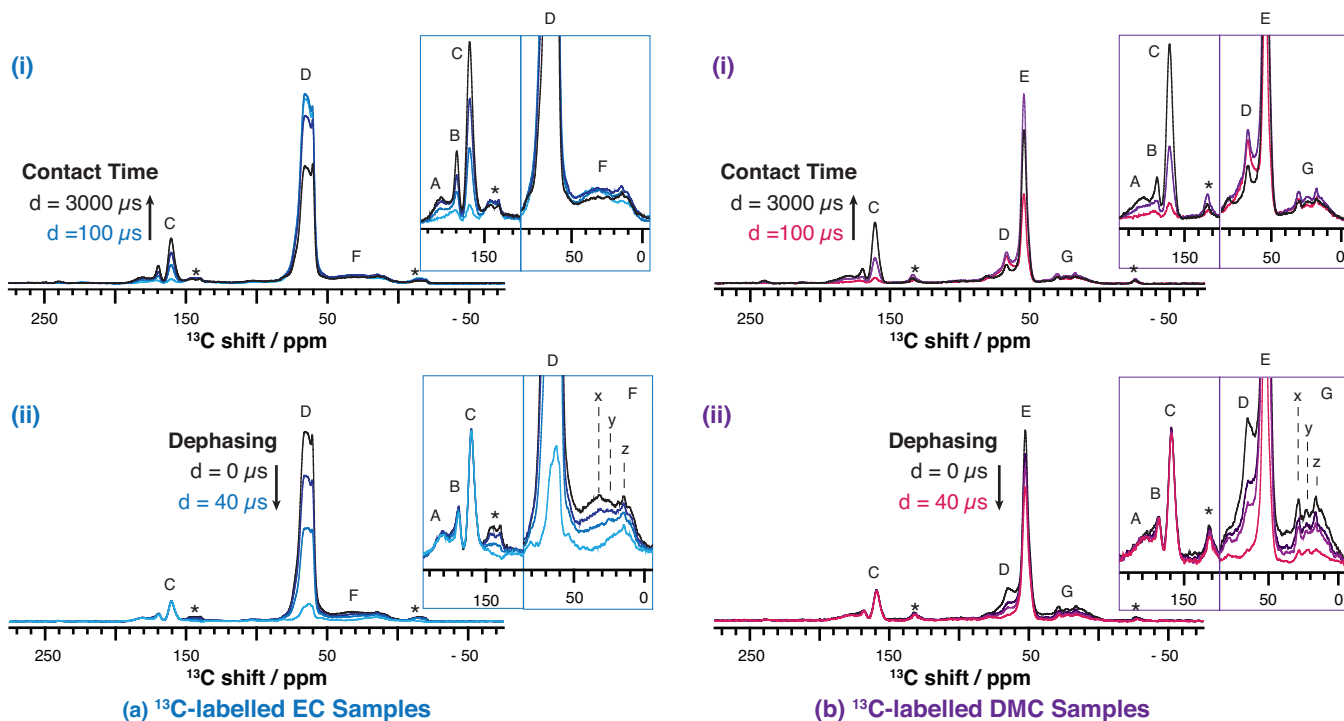 (i)
Contact Time
d = 3000 µs
d =100 µs
C
*
D
F
*
A
B
C
*
D
F
150
50
0
250
150
50
- 50
¹³C shift / ppm
(i)
Contact Time
d = 3000 µs
d =100 µs
C
*
D
E
G
*
A
B
C
*
D
E
G
150
50
0
250
150
50
- 50
¹³C shift / ppm
(ii)
Dephasing
d = 0 µs
d = 40 µs
C
*
D
F
*
A
B
C
*
D
x
y
z
F
150
50
0
250
150
50
- 50
¹³C shift / ppm
(a) ¹³C-labelled EC Samples
(ii)
Dephasing
d = 0 µs
d = 40 µs
C
*
D
E
G
*
A
B
C
*
D
E
x
y
z
G
150
50
0
250
150
50
- 50
¹³C shift / ppm
(b) ¹³C-labelled DMC Samples